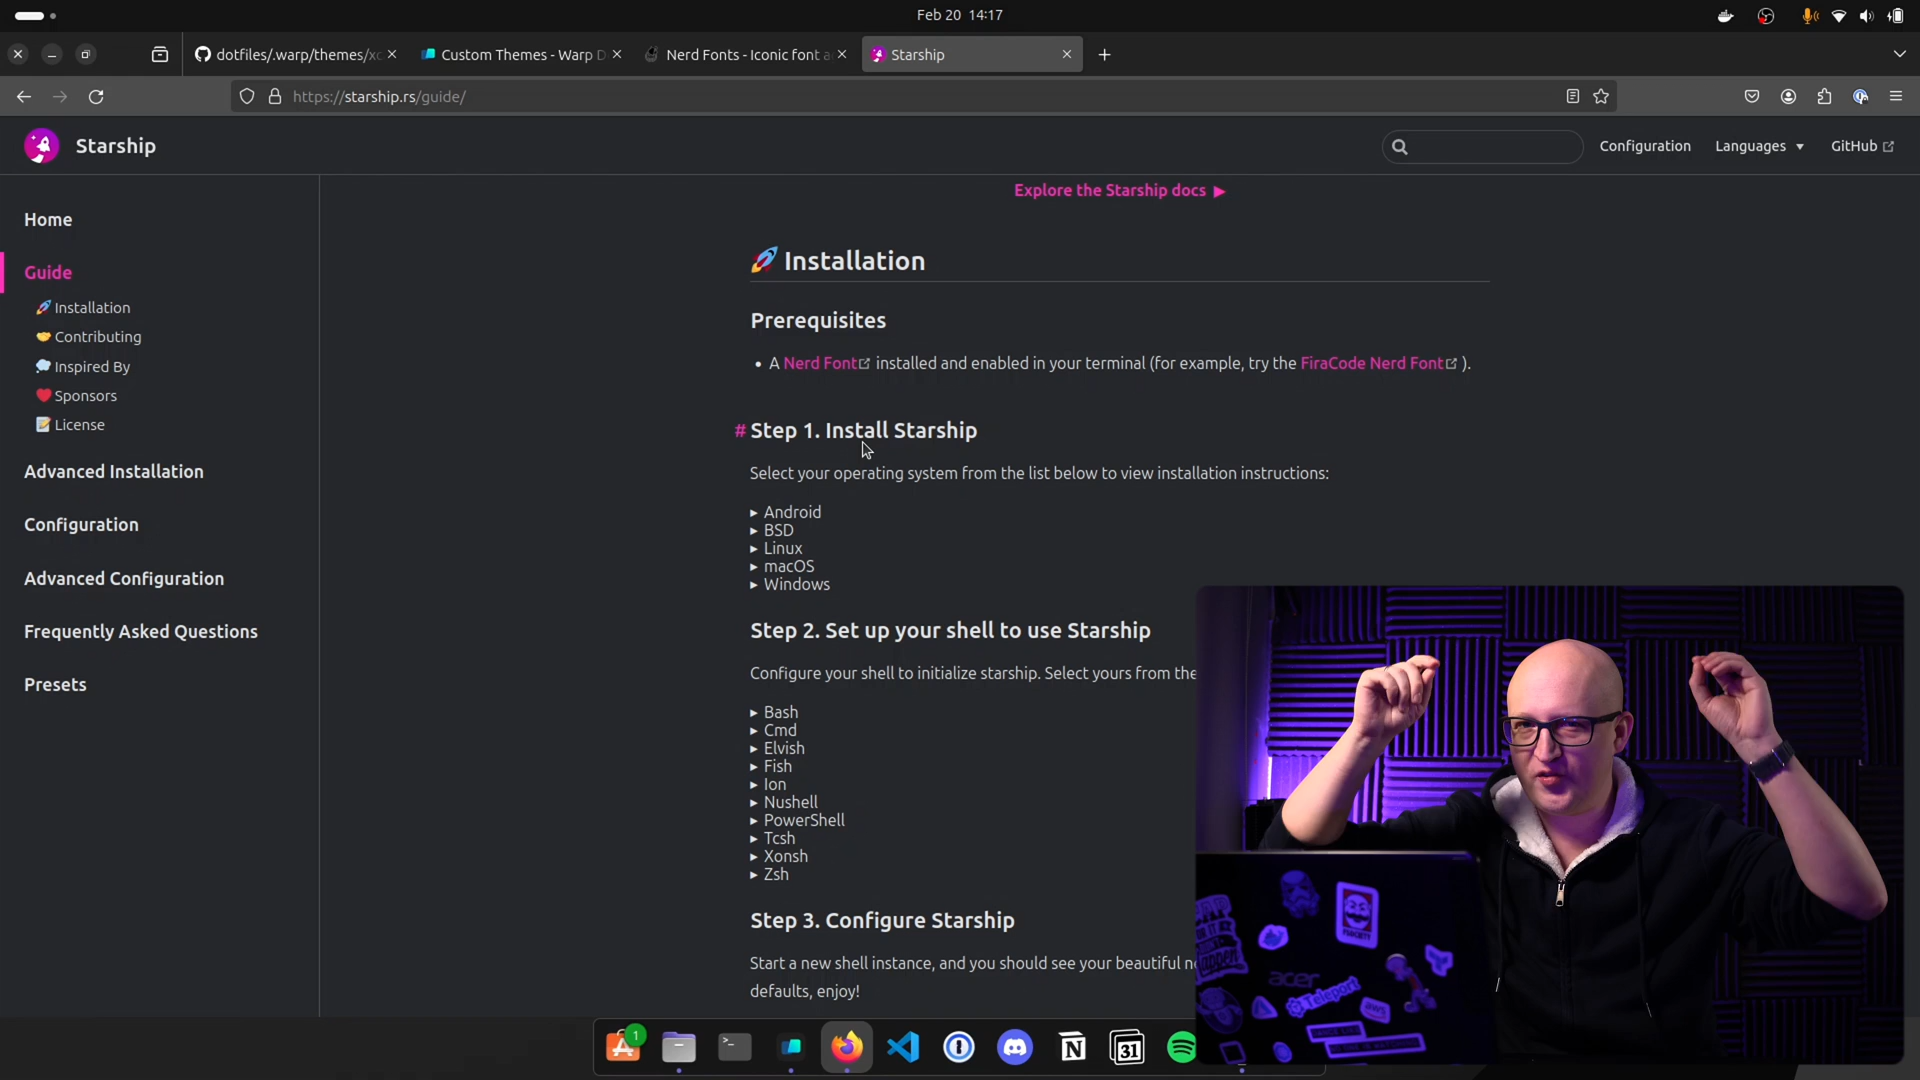 Feb 20 14:17
dotfiles/.warp/themes/xc
Custom Themes - Warp D
Nerd Fonts - Iconic font a
Starship
https://starship.rs/guide/
Starship
Configuration
Languages
GitHub
Home
Guide
🚀 Installation
🤝 Contributing
💭 Inspired By
❤️ Sponsors
📝 License
Advanced Installation
Configuration
Advanced Configuration
Frequently Asked Questions
Presets
Explore the Starship docs ▶
🚀 Installation
Prerequisites
• A Nerd Font installed and enabled in your terminal (for example, try the FiraCode Nerd Font ).
# Step 1. Install Starship
Select your operating system from the list below to view installation instructions:
▸ Android
▸ BSD
▸ Linux
▸ macOS
▸ Windows
Step 2. Set up your shell to use Starship
Configure your shell to initialize starship. Select yours from the
▸ Bash
▸ Cmd
▸ Elvish
▸ Fish
▸ Ion
▸ Nushell
▸ PowerShell
▸ Tcsh
▸ Xonsh
▸ Zsh
Step 3. Configure Starship
Start a new shell instance, and you should see your beautiful n
defaults, enjoy!
acer
Teleport
aws
1
31